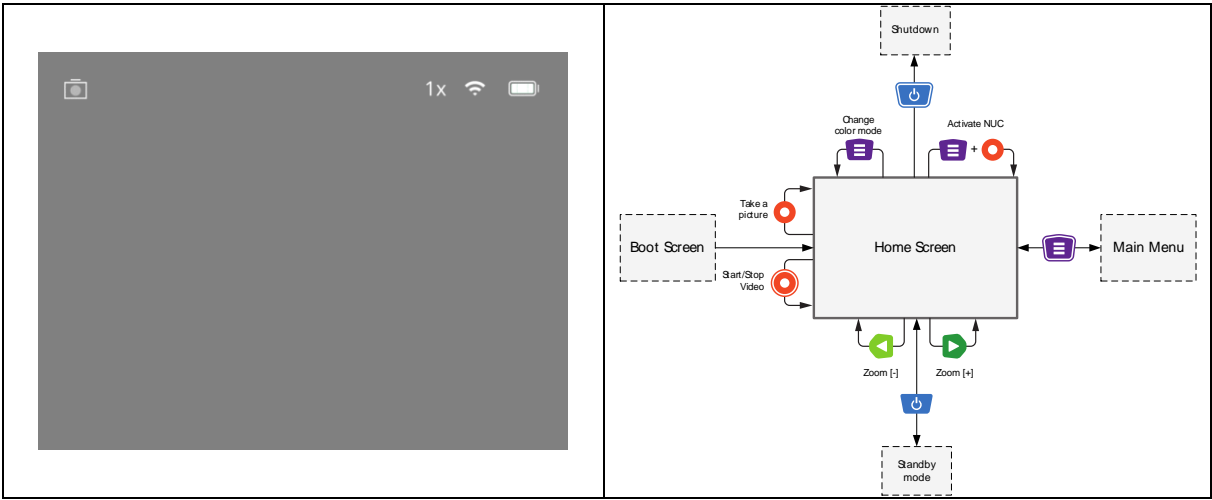 1x
Shutdown
Change
color mode
Activate NUC
+
Take a
picture
Boot Screen
Home Screen
Main Menu
Start/Stop
Video
Zoom [-]
Zoom [+]
Standby
mode